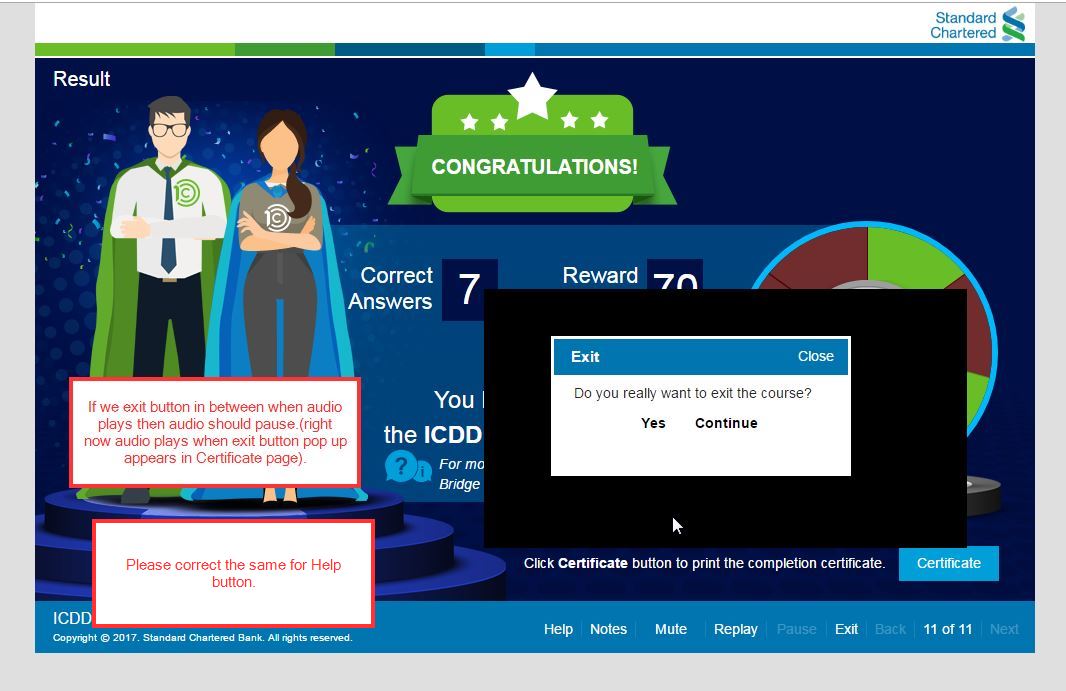 Standard
Chartered
Result
CONGRATULATIONS!
Correct
Answers
7
Reward
70
Exit
Close
Do you really want to exit the course?
Yes
Continue
If we exit button in between when audio
plays then audio should pause.(right
now audio plays when exit button pop up
appears in Certificate page).
You
the ICDD
?
i
For mo
Bridge
Please correct the same for Help
button.
Click Certificate button to print the completion certificate.
Certificate
ICDD
Copyright © 2017. Standard Chartered Bank. All rights reserved.
Help
Notes
Mute
Replay
Pause
Exit
Back
11 of 11
Next